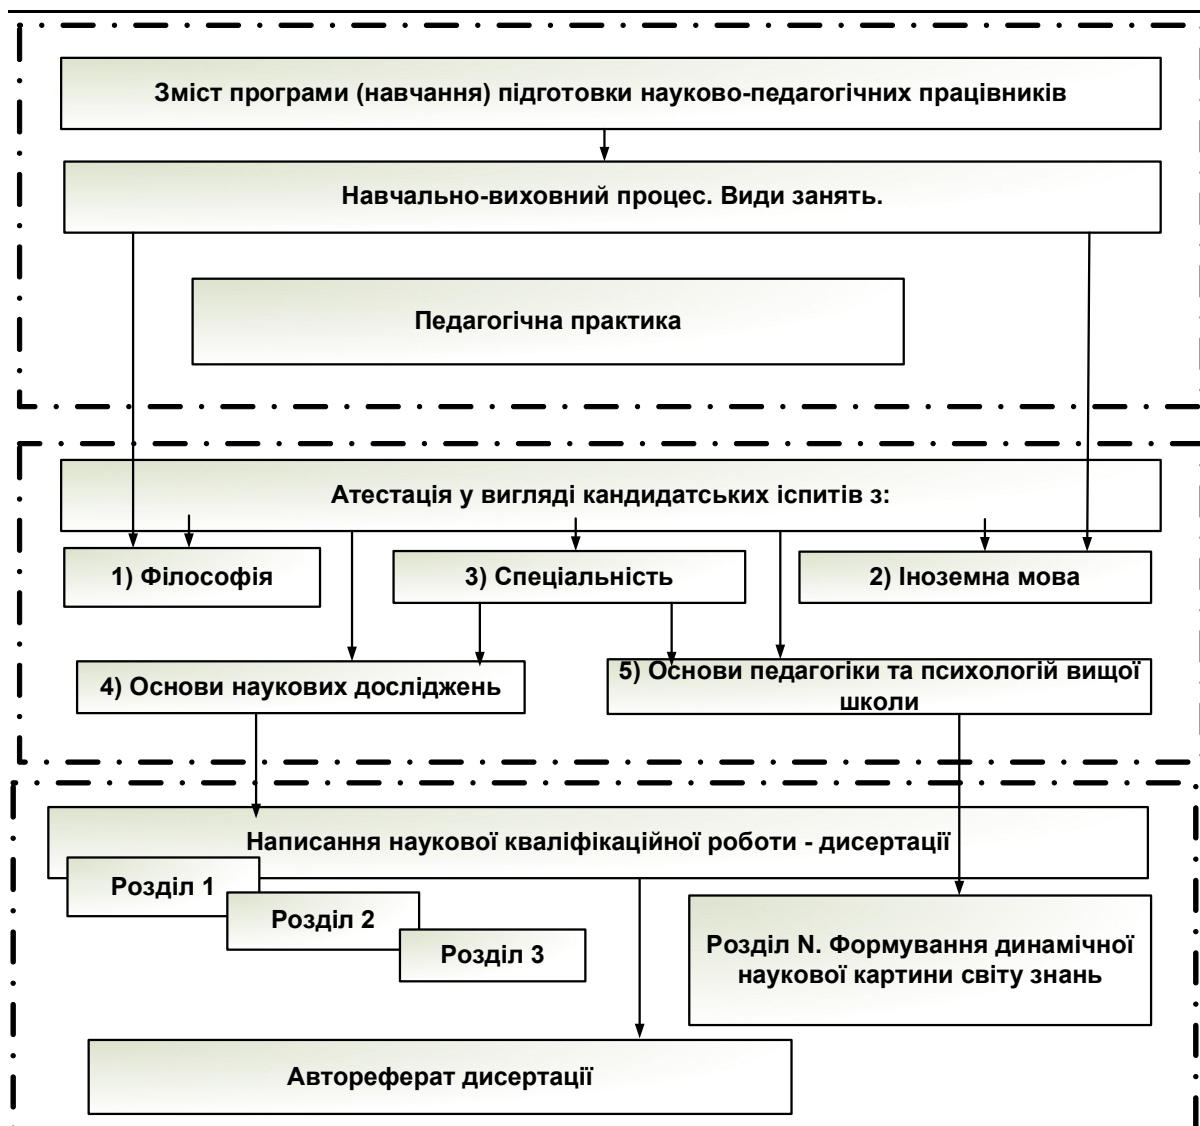 Зміст програми (навчання) підготовки науково-педагогічних працівників
Навчально-виховний процес. Види занять.
Педагогічна практика
Атестація у вигляді кандидатських іспитів з:
1) Філософія
3) Спеціальність
2) Іноземна мова
4) Основи наукових досліджень
5) Основи педагогіки та психологій вищої
школи
Написання наукової кваліфікаційної роботи - дисертації
Розділ 1
Розділ 2
Розділ 3
Розділ N. Формування динамічної
наукової картини світу знань
Автореферат дисертації